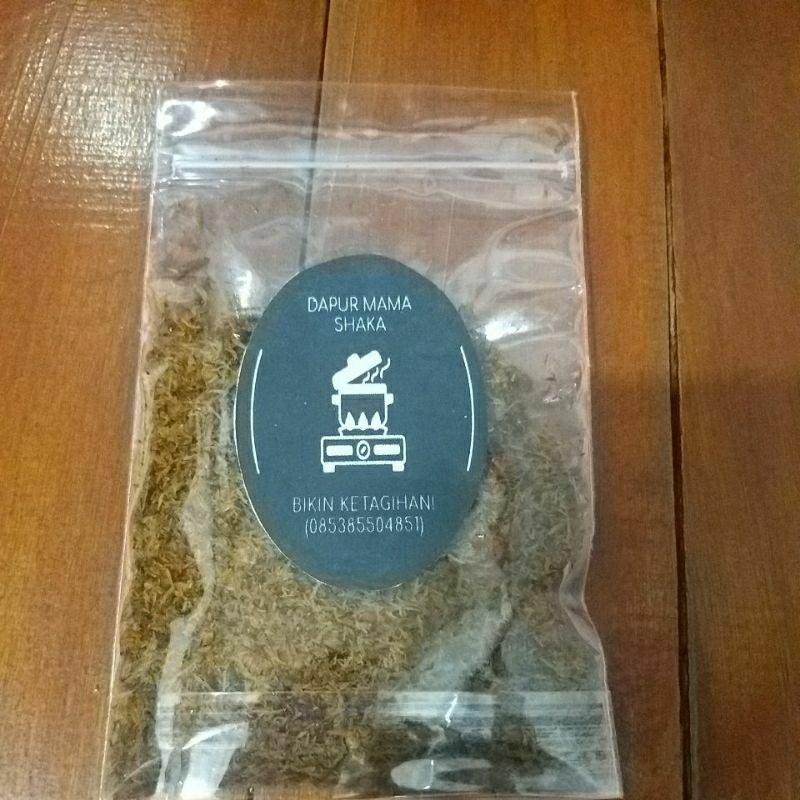 DAPUR MAMA
SHAKA
BIKIN KETAGIHAN!
(085385504851)